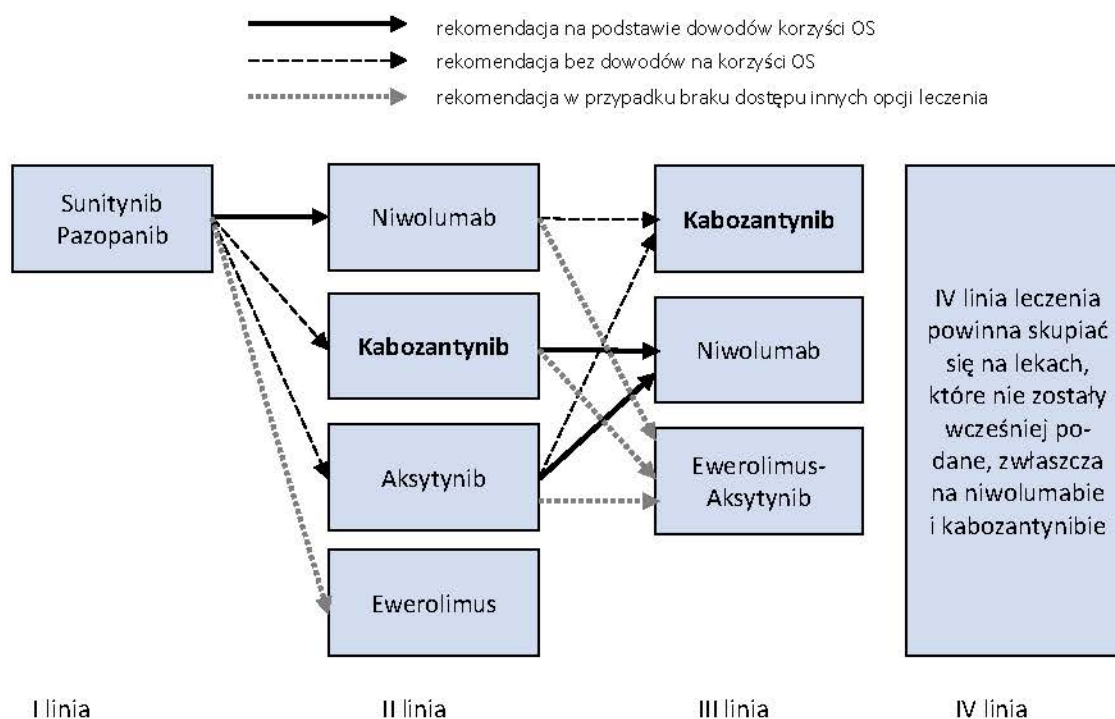 rekomendacja na podstawie dowodów korzyści OS
rekomendacja bez dowodów na korzyści OS
rekomendacja w przypadku braku dostępu innych opcji leczenia
Sunitynib
Pazopanib
Niwolumab
Kabozantynib
Aksytynib
Ewerolimus
Kabozantynib
Niwolumab
Ewerolimus-
Aksytynib
IV linia leczenia
powinna skupiać
się na lekach,
które nie zostały
wcześniej po-
dane, zwłaszcza
na niwolumabie
i kabozantynibie
I linia
II linia
III linia
IV linia